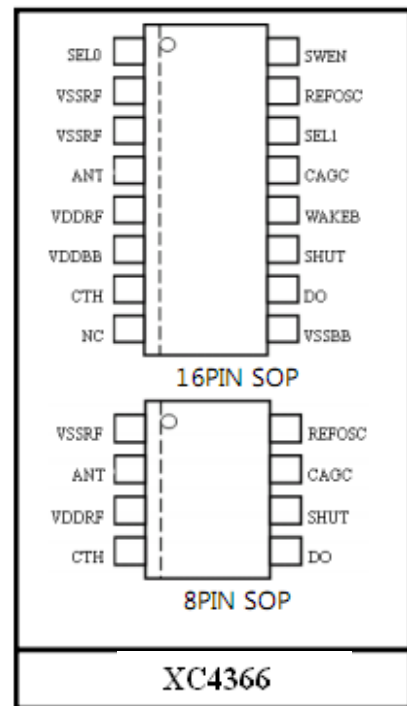 SEL0 SWEN
VSSRF REFOSC
VSSRF SEL1
ANT CAGC
VDDRF WAKEB
VDDBB SHUT
CTH DO
NC VSSBB
16PIN SOP
VSSRF REFOSC
ANT CAGC
VDDRF SHUT
CTH DO
8PIN SOP
XC4366